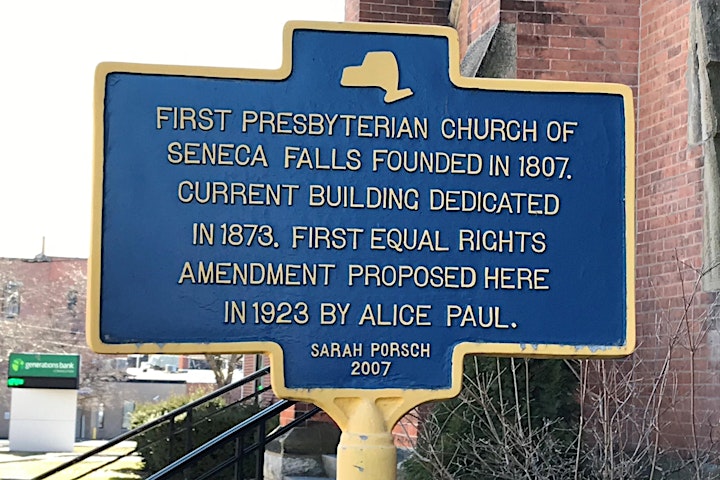 FIRST PRESBYTERIAN CHURCH OF
SENECA FALLS FOUNDED IN 1807.
CURRENT BUILDING DEDICATED
IN 1873. FIRST EQUAL RIGHTS
AMENDMENT PROPOSED HERE
IN 1923 BY ALICE PAUL.
SARAH PORSCH
2007
generations bank